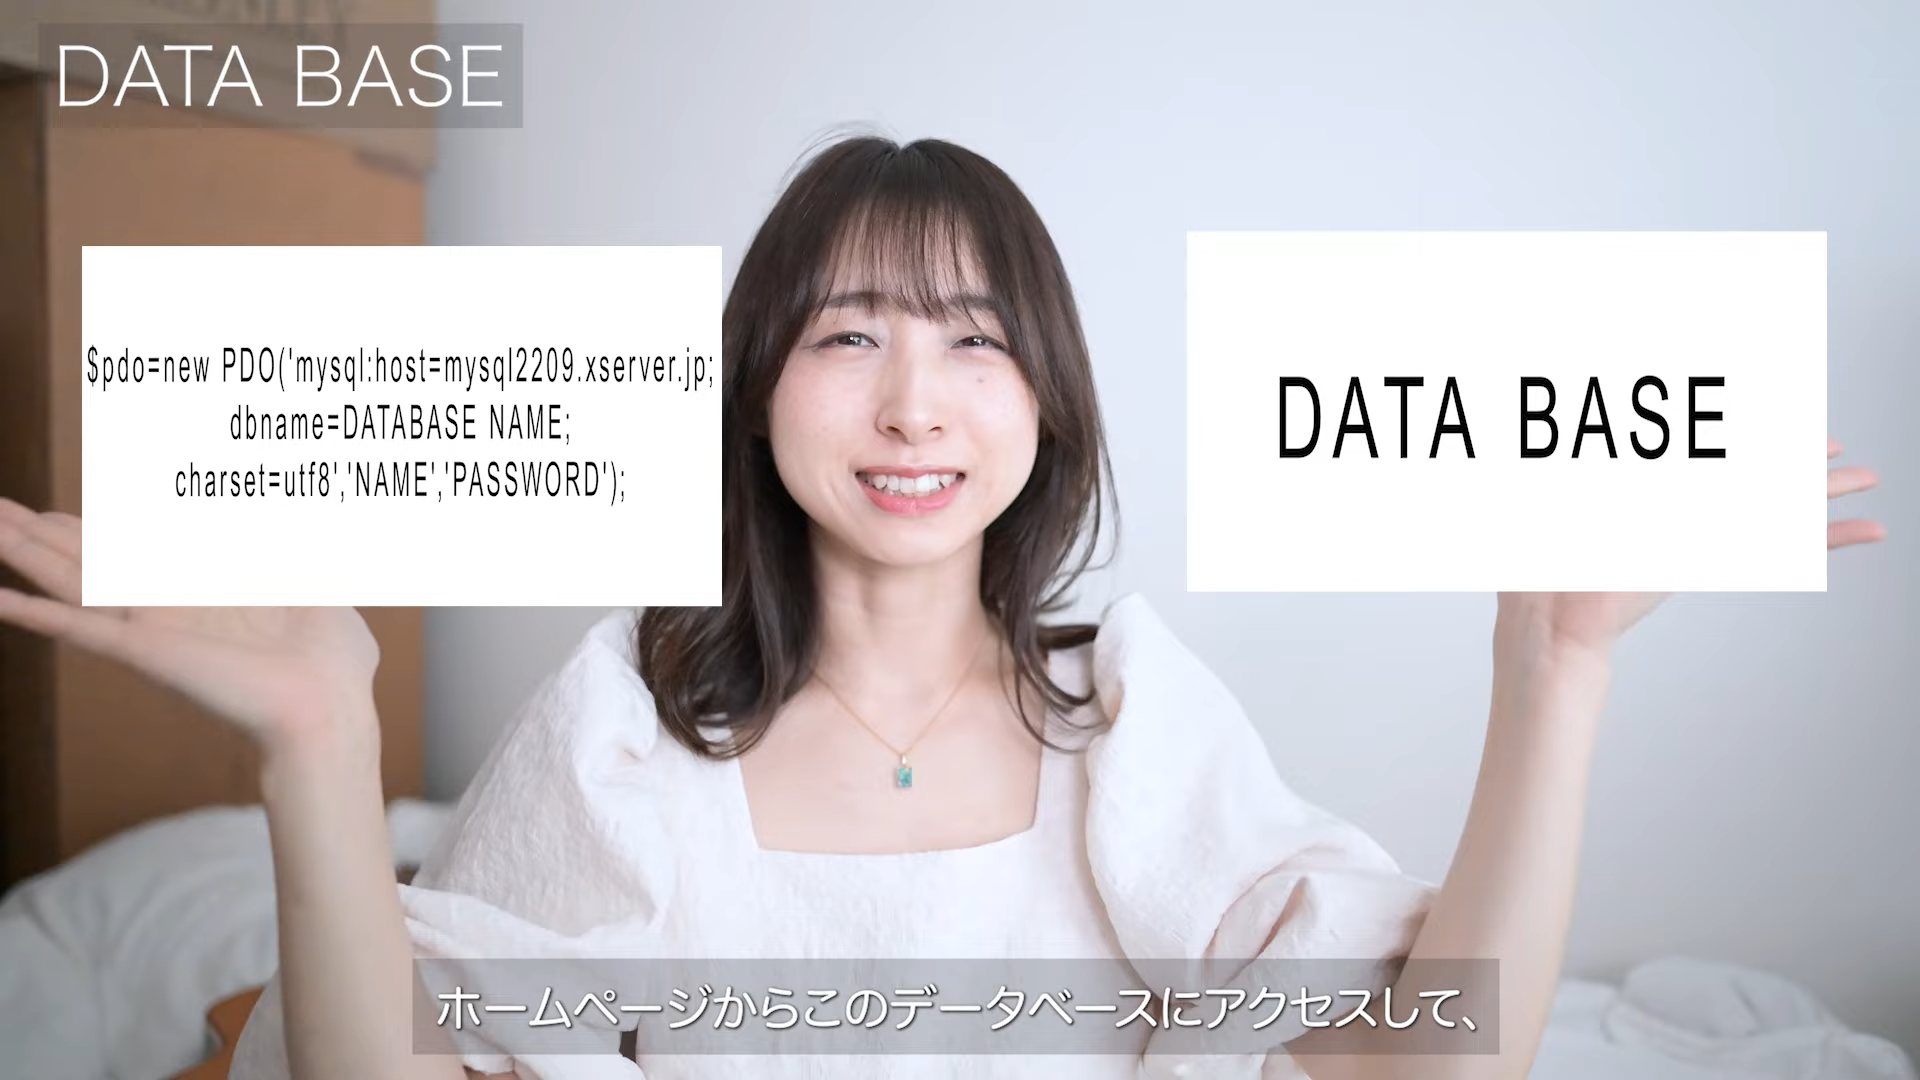 DATA BASE
$pdo=new PDO('mysql:host=mysql2209.xserver.jp;
dbname=DATABASE NAME;
charset=utf8','NAME','PASSWORD');
DATA BASE
ホームページからこのデータベースにアクセスして、